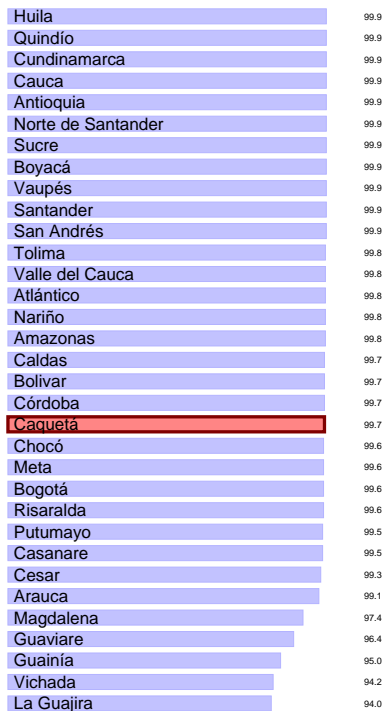 Huila 99.9
Quindío 99.9
Cundinamarca 99.9
Cauca 99.9
Antioquia 99.9
Norte de Santander 99.9
Sucre 99.9
Boyacá 99.9
Vaupés 99.9
Santander 99.9
San Andrés 99.9
Tolima 99.8
Valle del Cauca 99.8
Atlántico 99.8
Nariño 99.8
Amazonas 99.8
Caldas 99.7
Bolivar 99.7
Córdoba 99.7
Caquetá 99.7
Chocó 99.6
Meta 99.6
Bogotá 99.6
Risaralda 99.6
Putumayo 99.5
Casanare 99.5
Cesar 99.3
Arauca 99.1
Magdalena 97.4
Guaviare 96.4
Guainía 95.0
Vichada 94.2
La Guajira 94.0